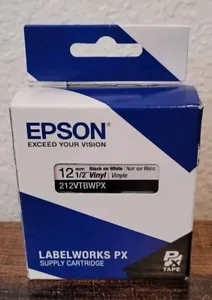 EPSON
EXCEED YOUR VISION
12 mm Black on White | Noir sur Blanc
1/2" Vinyl | Vinyle
212VTBWPX
LABELWORKS PX
SUPPLY CARTRIDGE
PX
TAPE